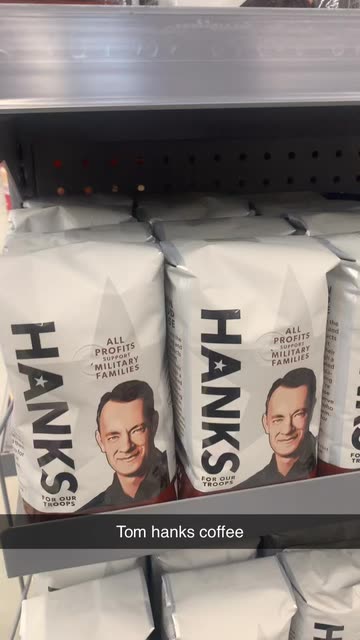 ALL
PROFITS
SUPPORT
MILITARY
FAMILIES
HANKS
FOR OUR
TROOPS
ALL
PROFITS
SUPPORT
MILITARY
FAMILIES
HANKS
FOR OUR
TROOPS
Tom hanks coffee
HAN